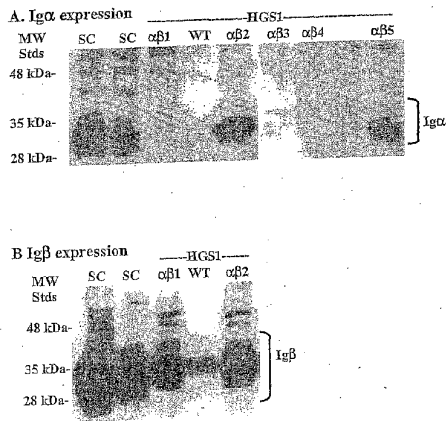 A. Igα expression
HGS1
MW Stds SC SC αβ1 WT αβ2 αβ3 αβ4 αβ5
48 kDa-
35 kDa-
28 kDa-
Igα
B Igβ expression
HGS1
MW Stds SC SC αβ1 WT αβ2
48 kDa-
35 kDa-
28 kDa-
Igβ